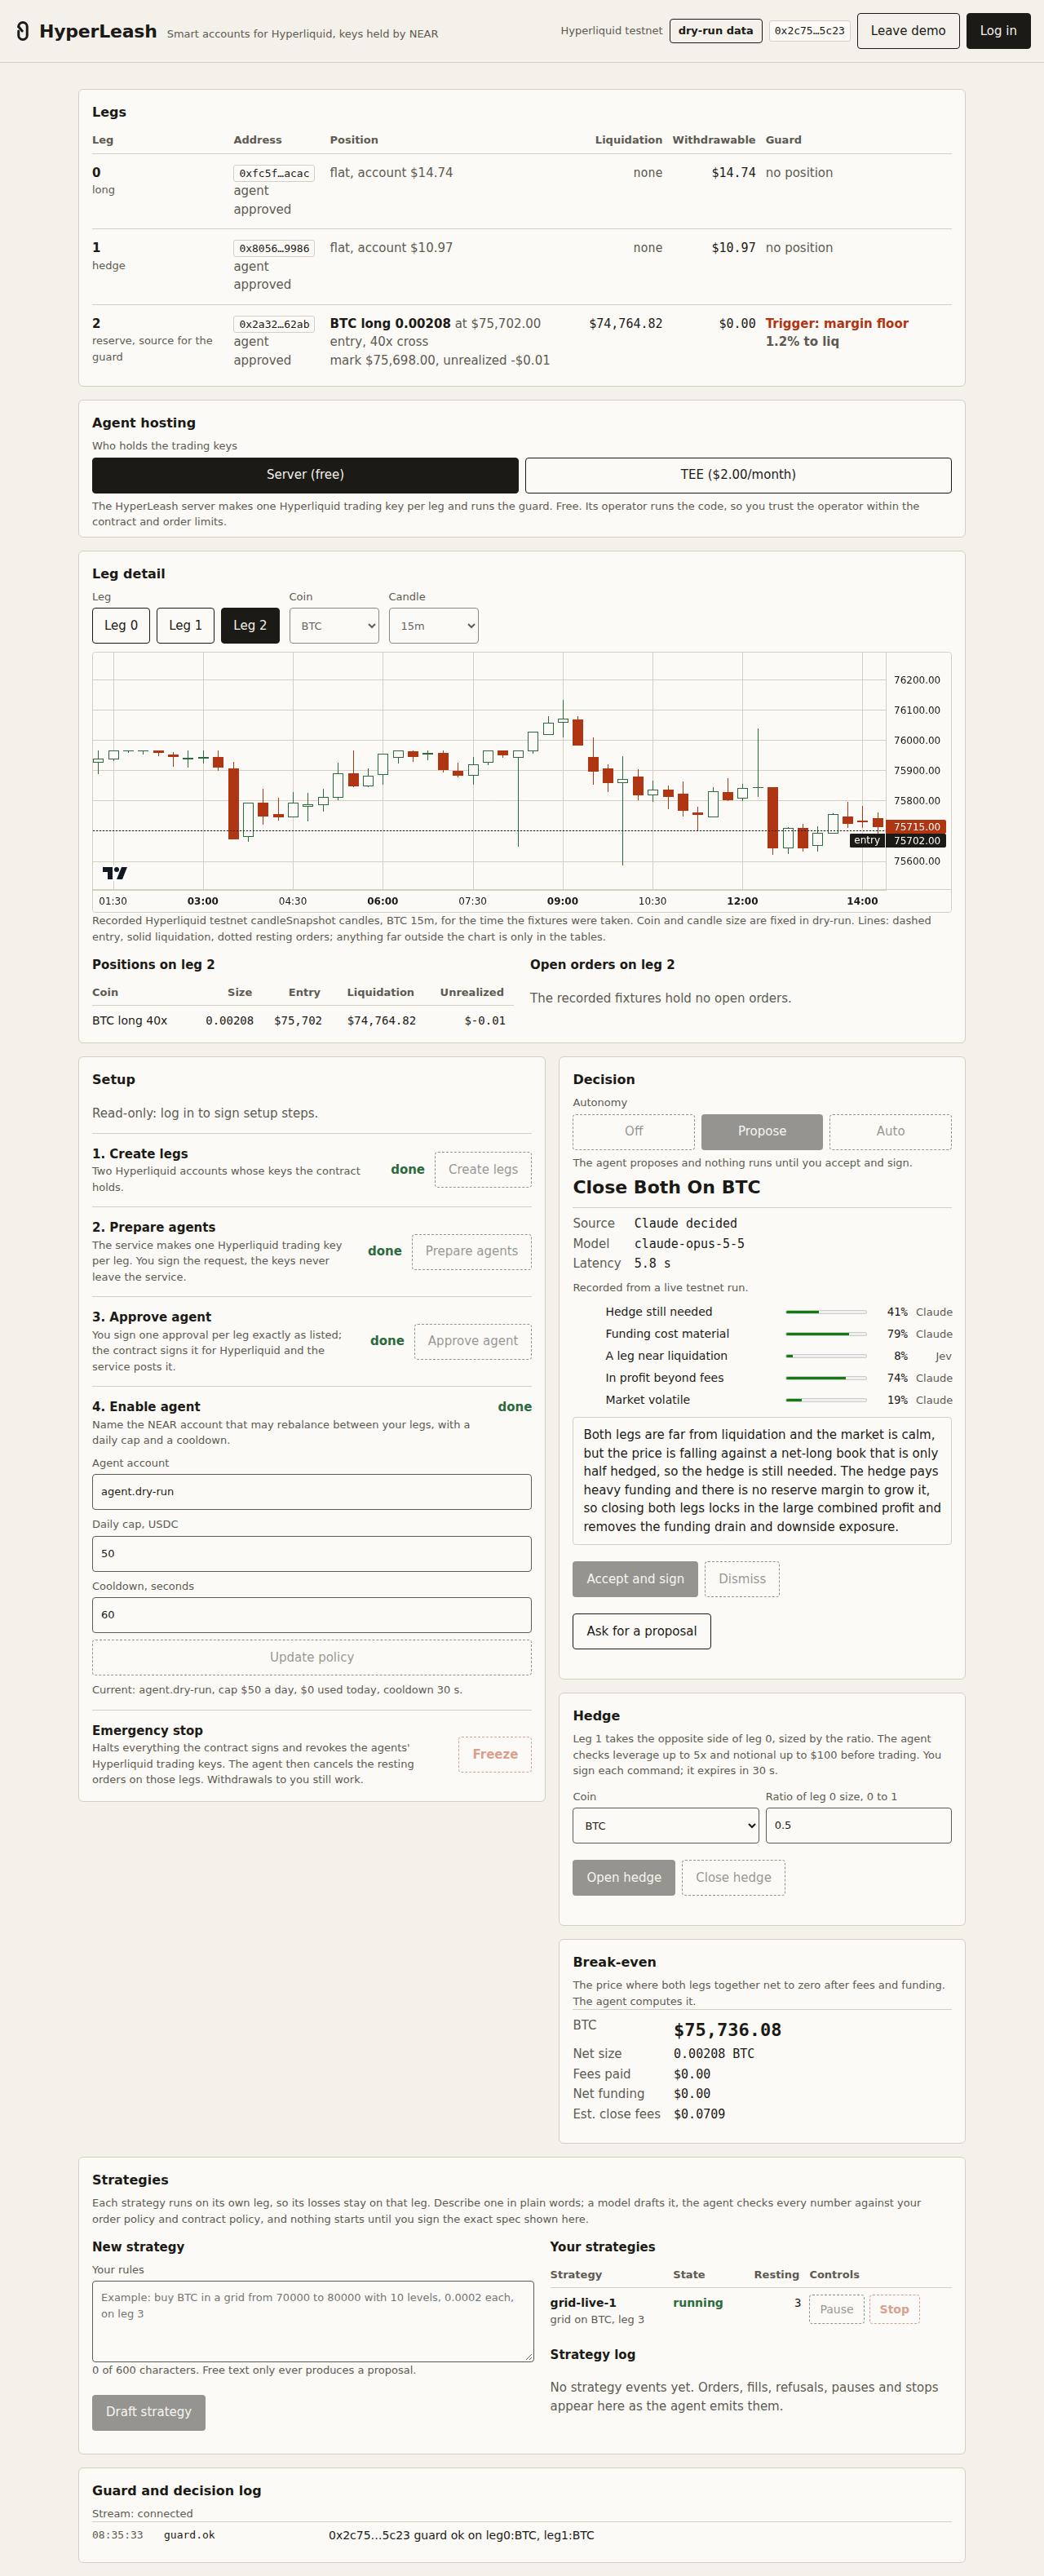 HyperLeash Smart accounts for Hyperliquid, keys held by NEAR Hyperliquid testnet dry-run data 0x2c75…5c23 Leave demo Log in
Legs
Leg Address Position Liquidation Withdrawable Guard
0 0xfc5f…acac flat, account $14.74 none $14.74 no position
long agent
approved
1 0x8056…9986 flat, account $10.97 none $10.97 no position
hedge agent
approved
2 0x2a32…62ab BTC long 0.00208 at $75,702.00 $74,764.82 $0.00 Trigger: margin floor
reserve, source for the agent entry, 40x cross 1.2% to liq
guard approved mark $75,698.00, unrealized -$0.01
Agent hosting
Who holds the trading keys
Server (free) TEE ($2.00/month)
The HyperLeash server makes one Hyperliquid trading key per leg and runs the guard. Free. Its operator runs the code, so you trust the operator within the
contract and order limits.
Leg detail
Leg Coin Candle
Leg 0 Leg 1 Leg 2 BTC 15m
76200.00
76100.00
76000.00
75900.00
75800.00
75715.00
entry 75702.00
75600.00
01:30 03:00 04:30 06:00 07:30 09:00 10:30 12:00 14:00
Recorded Hyperliquid testnet candleSnapshot candles, BTC 15m, for the time the fixtures were taken. Coin and candle size are fixed in dry-run. Lines: dashed
entry, solid liquidation, dotted resting orders; anything far outside the chart is only in the tables.
Positions on leg 2
Coin Size Entry Liquidation Unrealized
BTC long 40x 0.00208 $75,702 $74,764.82 $-0.01
Open orders on leg 2
The recorded fixtures hold no open orders.
Setup
Read-only: log in to sign setup steps.
1. Create legs
Two Hyperliquid accounts whose keys the contract
holds.
done Create legs
2. Prepare agents
The service makes one Hyperliquid trading key
per leg. You sign the request, the keys never
leave the service.
done Prepare agents
3. Approve agent
You sign one approval per leg exactly as listed;
the contract signs it for Hyperliquid and the
service posts it.
done Approve agent
4. Enable agent done
Name the NEAR account that may rebalance between your legs, with a
daily cap and a cooldown.
Agent account
agent.dry-run
Daily cap, USDC
50
Cooldown, seconds
60
Update policy
Current: agent.dry-run, cap $50 a day, $0 used today, cooldown 30 s.
Emergency stop
Halts everything the contract signs and revokes the agents'
Hyperliquid trading keys. The agent then cancels the resting
orders on those legs. Withdrawals to you still work.
Freeze
Decision
Autonomy
Off Propose Auto
The agent proposes and nothing runs until you accept and sign.
Close Both On BTC
Source Claude decided
Model claude-opus-5-5
Latency 5.8 s
Recorded from a live testnet run.
Hedge still needed 41% Claude
Funding cost material 79% Claude
A leg near liquidation 8% Jev
In profit beyond fees 74% Claude
Market volatile 19% Claude
Both legs are far from liquidation and the market is calm,
but the price is falling against a net-long book that is only
half hedged, so the hedge is still needed. The hedge pays
heavy funding and there is no reserve margin to grow it,
so closing both legs locks in the large combined profit and
removes the funding drain and downside exposure.
Accept and sign Dismiss
Ask for a proposal
Hedge
Leg 1 takes the opposite side of leg 0, sized by the ratio. The agent
checks leverage up to 5x and notional up to $100 before trading. You
sign each command; it expires in 30 s.
Coin Ratio of leg 0 size, 0 to 1
BTC 0.5
Open hedge Close hedge
Break-even
The price where both legs together net to zero after fees and funding.
The agent computes it.
BTC $75,736.08
Net size 0.00208 BTC
Fees paid $0.00
Net funding $0.00
Est. close fees $0.0709
Strategies
Each strategy runs on its own leg, so its losses stay on that leg. Describe one in plain words; a model drafts it, the agent checks every number against your
order policy and contract policy, and nothing starts until you sign the exact spec shown here.
New strategy
Your rules
Example: buy BTC in a grid from 70000 to 80000 with 10 levels, 0.0002 each,
on leg 3
0 of 600 characters. Free text only ever produces a proposal.
Draft strategy
Your strategies
Strategy State Resting Controls
grid-live-1 running 3 Pause Stop
grid on BTC, leg 3
Strategy log
No strategy events yet. Orders, fills, refusals, pauses and stops
appear here as the agent emits them.
Guard and decision log
Stream: connected
08:35:33 guard.ok 0x2c75…5c23 guard ok on leg0:BTC, leg1:BTC